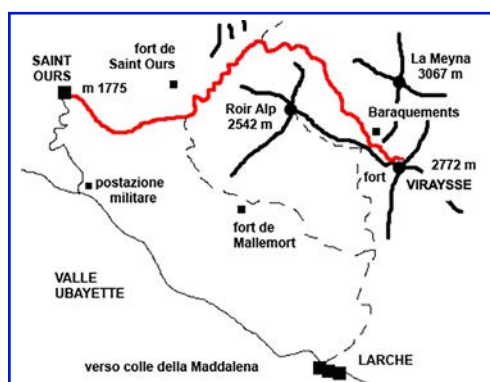 SAINT
OURS
m 1775
fort de
Saint Ours
La Meyna
3067 m
Roir Alp
2542 m
Baraquements
2772 m
fort
VIRAYSSE
postazione
militare
fort de
Mallemort
VALLE
UBAYETTE
verso colle della Maddalena
LARCHE